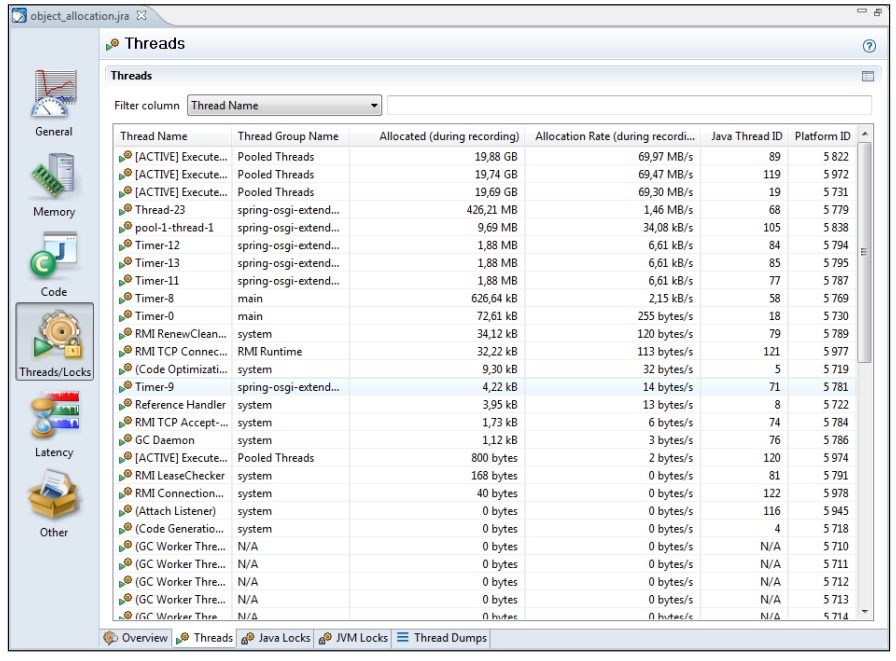 object_allocation.jra
Threads
Threads
Filter column Thread Name
General
Memory
Code
Threads/Locks
Latency
Other
Thread Name Thread Group Name Allocated (during recording) Allocation Rate (during recordi... Java Thread ID Platform ID
[ACTIVE] Execute... Pooled Threads 19,88 GB 69,97 MB/s 89 5 822
[ACTIVE] Execute... Pooled Threads 19,74 GB 69,47 MB/s 119 5 972
[ACTIVE] Execute... Pooled Threads 19,69 GB 69,30 MB/s 19 5 731
Thread-23 spring-osgi-extend... 426,21 MB 1,46 MB/s 68 5 779
pool-1-thread-1 spring-osgi-extend... 9,69 MB 34,08 kB/s 105 5 838
Timer-12 spring-osgi-extend... 1,88 MB 6,61 kB/s 84 5 794
Timer-13 spring-osgi-extend... 1,88 MB 6,61 kB/s 85 5 795
Timer-11 spring-osgi-extend... 1,88 MB 6,61 kB/s 77 5 787
Timer-8 main 626,64 kB 2,15 kB/s 58 5 769
Timer-0 main 72,61 kB 255 bytes/s 18 5 730
RMI RenewClean... system 34,12 kB 120 bytes/s 79 5 789
RMI TCP Connec... RMI Runtime 32,22 kB 113 bytes/s 121 5 977
(Code Optimizati... system 9,30 kB 32 bytes/s 5 5 719
Timer-9 spring-osgi-extend... 4,22 kB 14 bytes/s 71 5 781
Reference Handler system 3,95 kB 13 bytes/s 8 5 722
RMI TCP Accept-... system 1,73 kB 6 bytes/s 74 5 784
GC Daemon system 1,12 kB 3 bytes/s 76 5 786
[ACTIVE] Execute... Pooled Threads 800 bytes 2 bytes/s 120 5 974
RMI LeaseChecker system 168 bytes 0 bytes/s 81 5 791
RMI Connection... system 40 bytes 0 bytes/s 122 5 978
(Attach Listener) system 0 bytes 0 bytes/s 116 5 945
(Code Generatio... system 0 bytes 0 bytes/s 4 5 718
(GC Worker Thre... N/A 0 bytes 0 bytes/s N/A 5 710
(GC Worker Thre... N/A 0 bytes 0 bytes/s N/A 5 711
(GC Worker Thre... N/A 0 bytes 0 bytes/s N/A 5 712
(GC Worker Thre... N/A 0 bytes 0 bytes/s N/A 5 713
(GC Worker Thre... N/A 0 bytes 0 bytes/s N/A 5 714
Overview Threads Java Locks JVM Locks Thread Dumps